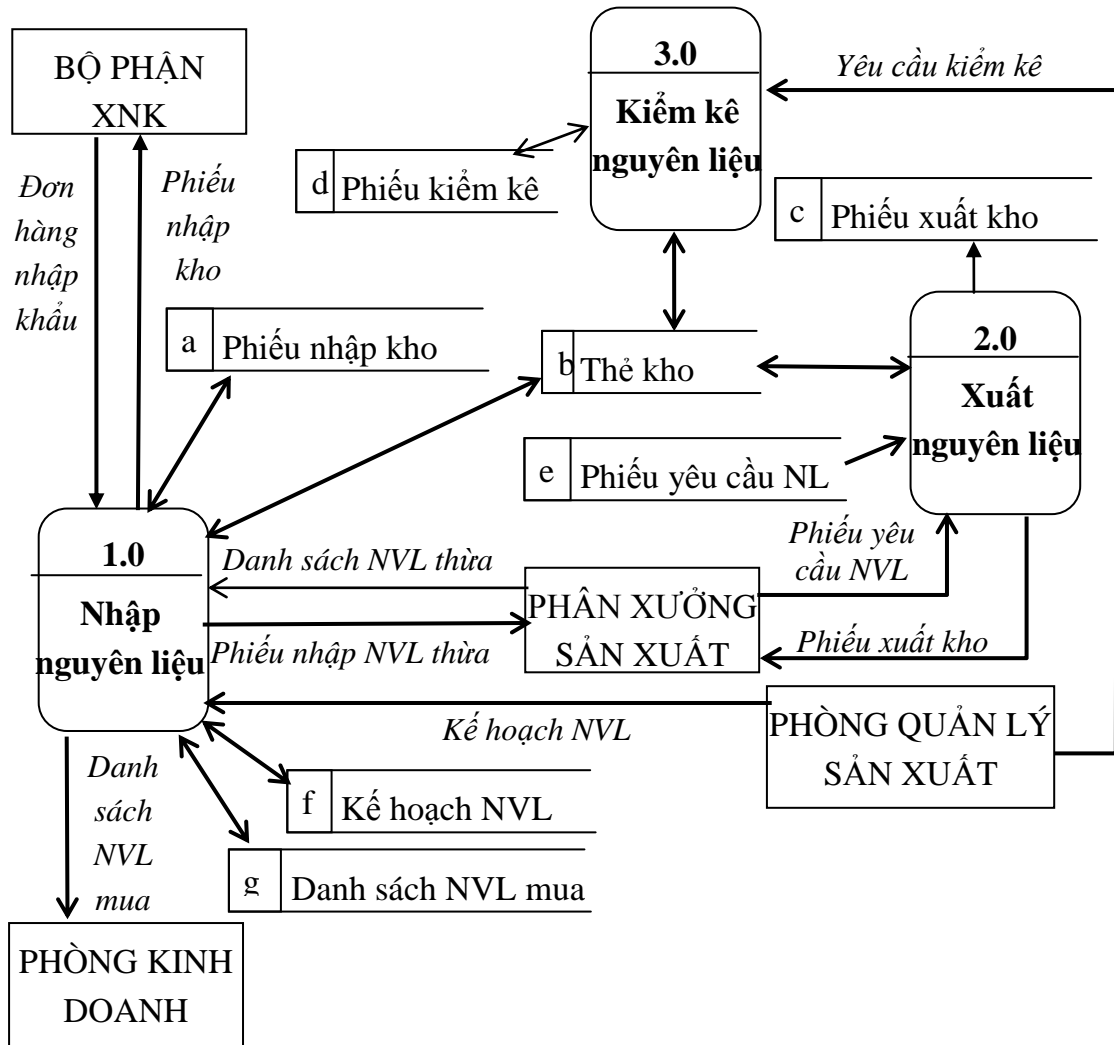 BỘ PHẬN
XNK
3.0
Kiểm kê
nguyên liệu
Yêu cầu kiểm kê
Đơn
hàng
nhập
khẩu
Phiếu
nhập
kho
d Phiếu kiểm kê
c Phiếu xuất kho
a Phiếu nhập kho
b Thẻ kho
2.0
Xuất
nguyên liệu
e Phiếu yêu cầu NL
1.0
Nhập
nguyên liệu
Danh sách NVL thừa
Phiếu nhập NVL thừa
PHÂN XƯỞNG
SẢN XUẤT
Phiếu yêu
cầu NVL
Phiếu xuất kho
Kế hoạch NVL
PHÒNG QUẢN LÝ
SẢN XUẤT
Danh
sách
NVL
mua
f Kế hoạch NVL
g Danh sách NVL mua
PHÒNG KINH
DOANH